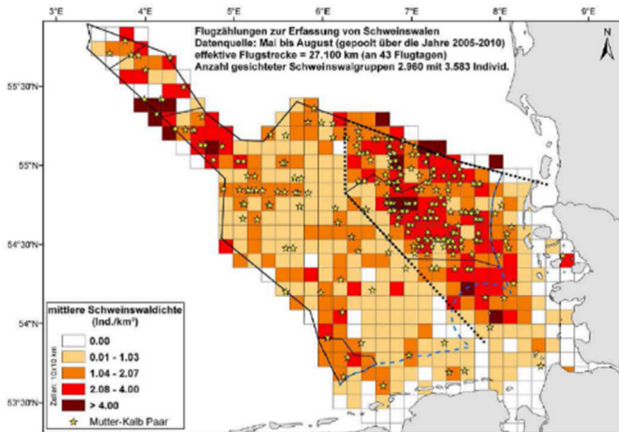 3°E 4°E 5°E 6°E 7°E 8°E 9°E
Flugzählungen zur Erfassung von Schweinswalen
Datenquelle: Mai bis August (gepoolt über die Jahre 2005-2010)
effektive Flugstrecke = 27.100 km (an 43 Flugtagen)
Anzahl gesichteter Schweinswalgruppen 2.960 mit 3.583 Individ.
N
55°30'N
55°N
54°30'N
54°N
53°30'N
mittlere Schweinswaldichte
(Ind./km²)
Zellen: 10x10 km
0.00
0.01 - 1.03
1.04 - 2.07
2.08 - 4.00
> 4.00
Mutter-Kalb Paar